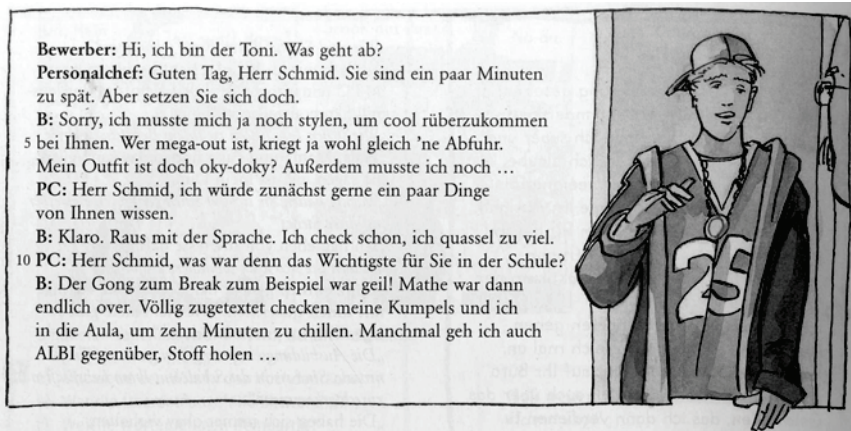 Bewerber: Hi, ich bin der Toni. Was geht ab?
Personalchef: Guten Tag, Herr Schmid. Sie sind ein paar Minuten
zu spät. Aber setzen Sie sich doch.
B: Sorry, ich musste mich ja noch stylen, um cool rüberzukommen
5 bei Ihnen. Wer mega-out ist, kriegt ja wohl gleich 'ne Abfuhr.
Mein Outfit ist doch oky-doky? Außerdem musste ich noch ...
PC: Herr Schmid, ich würde zunächst gerne ein paar Dinge
von Ihnen wissen.
B: Klaro. Raus mit der Sprache. Ich check schon, ich quassel zu viel.
10 PC: Herr Schmid, was war denn das Wichtigste für Sie in der Schule?
B: Der Gong zum Break zum Beispiel war geil! Mathe war dann
endlich over. Völlig zugetextet checken meine Kumpels und ich
in die Aula, um zehn Minuten zu chillen. Manchmal geh ich auch
ALBI gegenüber, Stoff holen ...
25